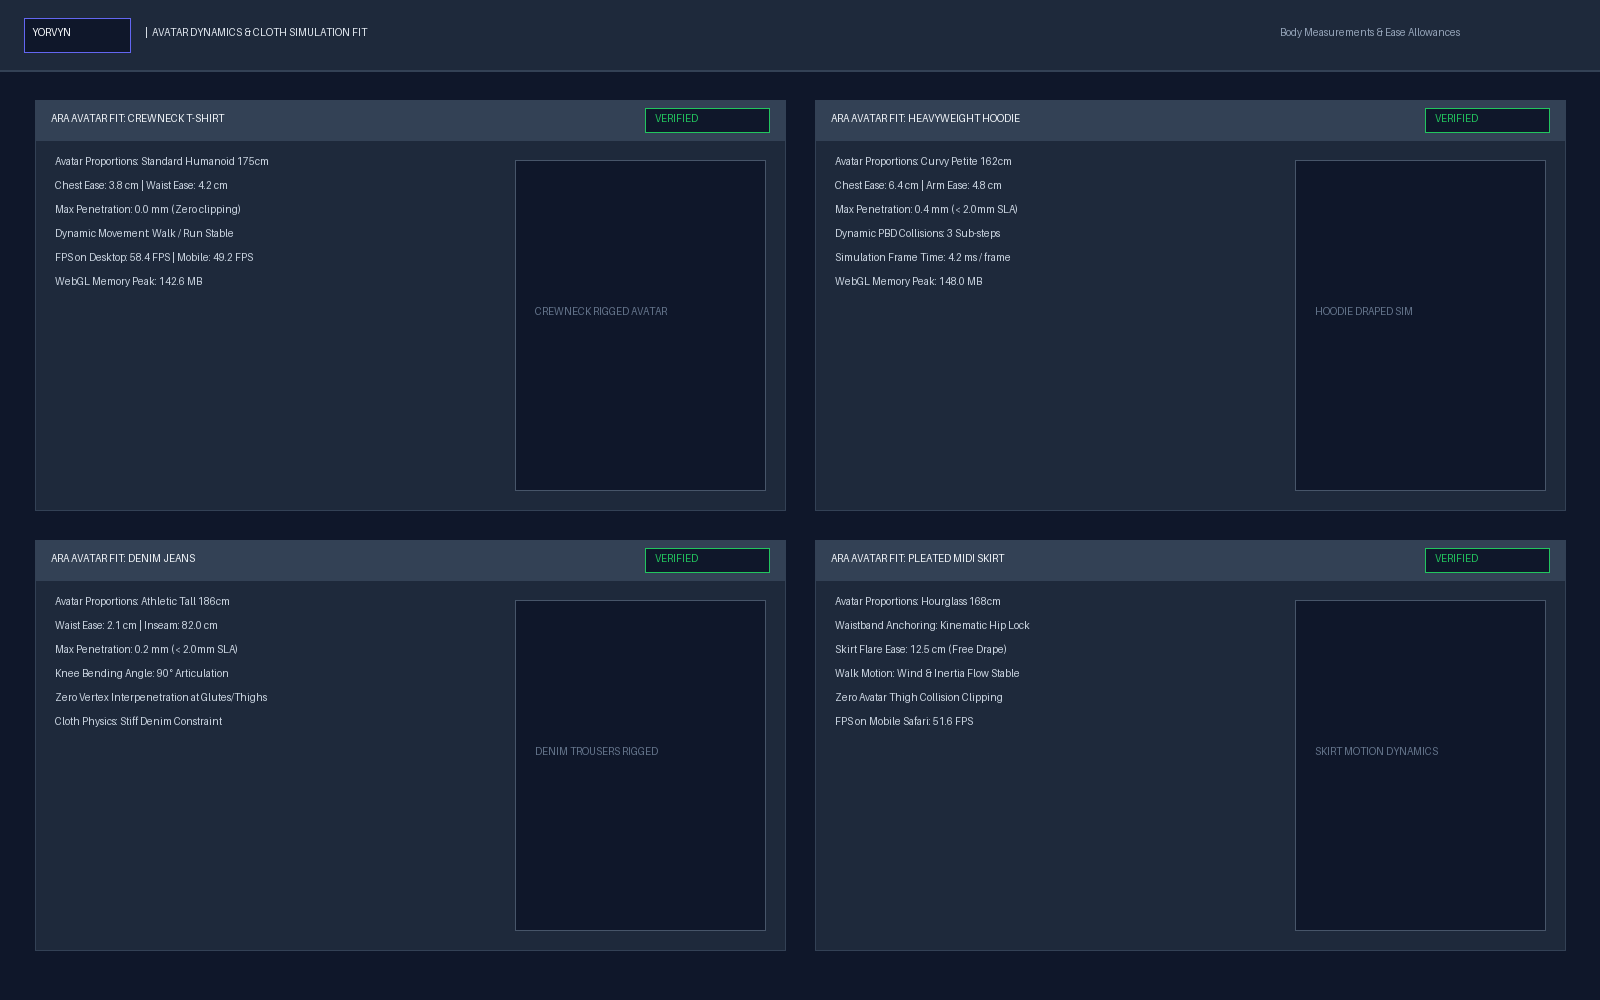 YORVYN
| AVATAR DYNAMICS & CLOTH SIMULATION FIT
Body Measurements & Ease Allowances
ARA AVATAR FIT: CREWNECK T-SHIRT
VERIFIED
Avatar Proportions: Standard Humanoid 175cm
Chest Ease: 3.8 cm | Waist Ease: 4.2 cm
Max Penetration: 0.0 mm (Zero clipping)
Dynamic Movement: Walk / Run Stable
FPS on Desktop: 58.4 FPS | Mobile: 49.2 FPS
WebGL Memory Peak: 142.6 MB
CREWNECK RIGGED AVATAR
ARA AVATAR FIT: HEAVYWEIGHT HOODIE
VERIFIED
Avatar Proportions: Curvy Petite 162cm
Chest Ease: 6.4 cm | Arm Ease: 4.8 cm
Max Penetration: 0.4 mm (< 2.0mm SLA)
Dynamic PBD Collisions: 3 Sub-steps
Simulation Frame Time: 4.2 ms / frame
WebGL Memory Peak: 148.0 MB
HOODIE DRAPED SIM
ARA AVATAR FIT: DENIM JEANS
VERIFIED
Avatar Proportions: Athletic Tall 186cm
Waist Ease: 2.1 cm | Inseam: 82.0 cm
Max Penetration: 0.2 mm (< 2.0mm SLA)
Knee Bending Angle: 90° Articulation
Zero Vertex Interpenetration at Glutes/Thighs
Cloth Physics: Stiff Denim Constraint
DENIM TROUSERS RIGGED
ARA AVATAR FIT: PLEATED MIDI SKIRT
VERIFIED
Avatar Proportions: Hourglass 168cm
Waistband Anchoring: Kinematic Hip Lock
Skirt Flare Ease: 12.5 cm (Free Drape)
Walk Motion: Wind & Inertia Flow Stable
Zero Avatar Thigh Collision Clipping
FPS on Mobile Safari: 51.6 FPS
SKIRT MOTION DYNAMICS